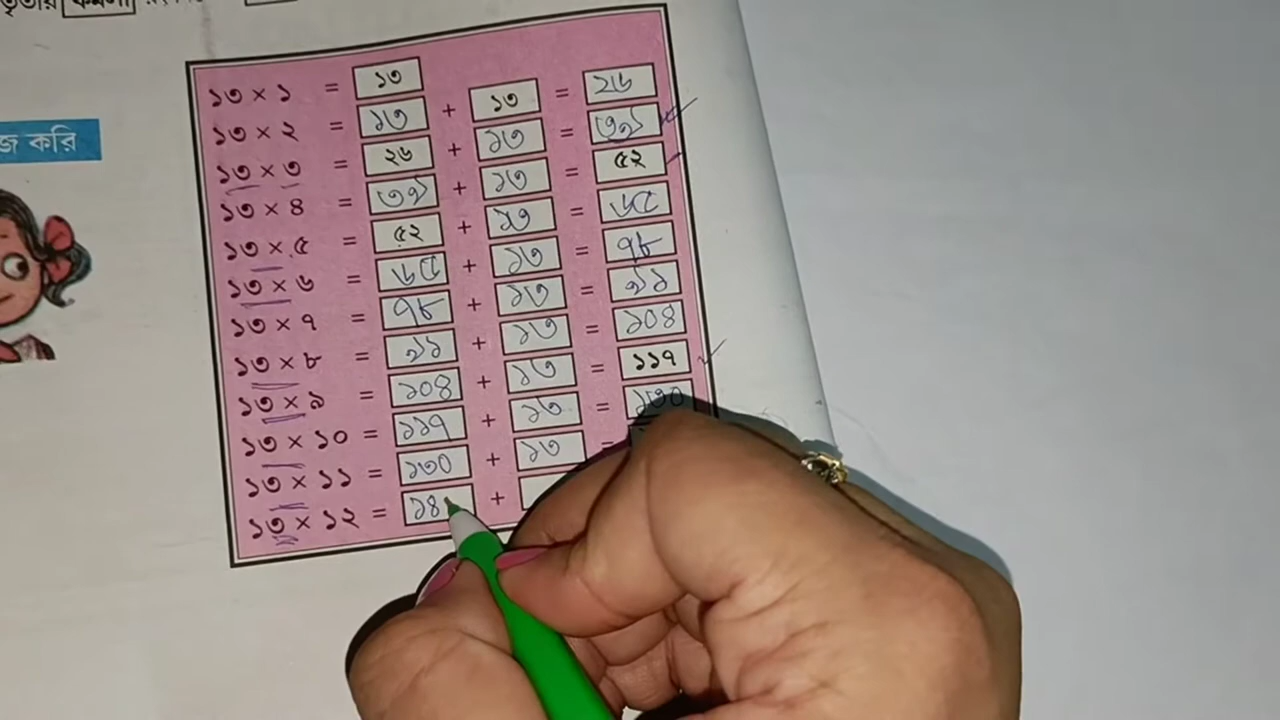 ১৩ × ১ = ১৩
১৩ × ২ = ১৩ + ১৩ = ২৬
১৩ × ৩ = ২৬ + ১৩ = ৩৯
১৩ × ৪ = ৩৯ + ১৩ = ৫২
১৩ × ৫ = ৫২ + ১৩ = ৬৫
১৩ × ৬ = ৬৫ + ১৩ = ৭৮
১৩ × ৭ = ৭৮ + ১৩ = ৯১
১৩ × ৮ = ৯১ + ১৩ = ১০৪
১৩ × ৯ = ১০৪ + ১৩ = ১১৭
১৩ × ১০ = ১১৭ + ১৩ = ১৩০
১৩ × ১১ = ১৩০ + ১৩ =
১৩ × ১২ = ১৪ +
করি